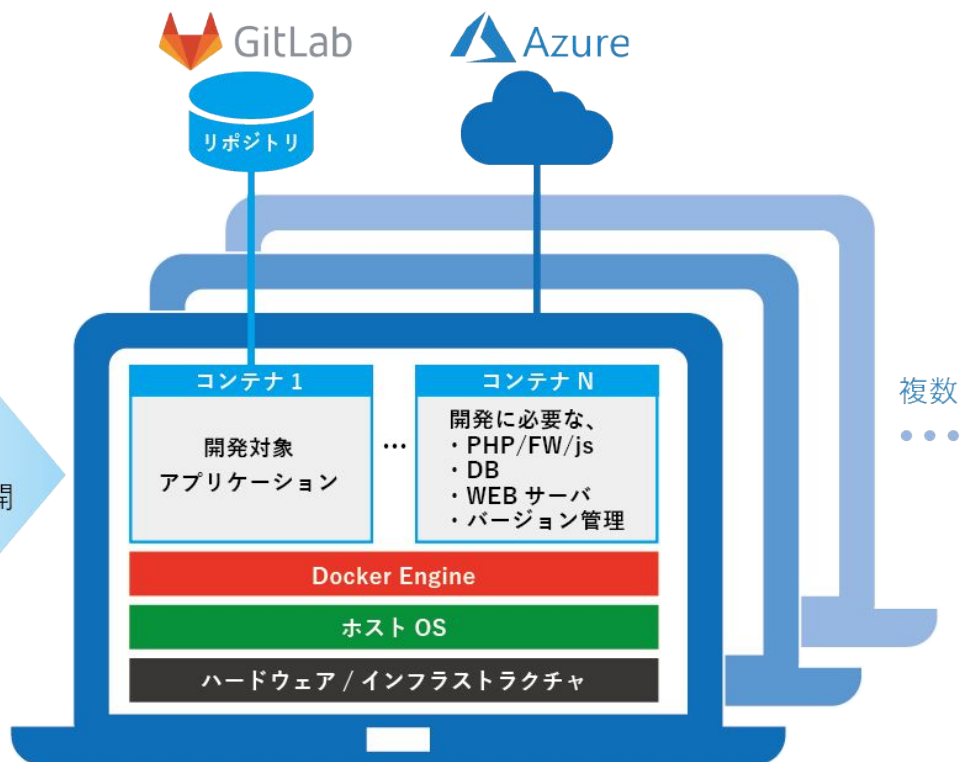 GitLab
Azure
リポジトリ
コンテナ 1
コンテナ N
開発対象
アプリケーション
…
開発に必要な、
・PHP/FW/js
・DB
・WEB サーバ
・バージョン管理
複数
開
Docker Engine
ホスト OS
ハードウェア / インフラストラクチャ